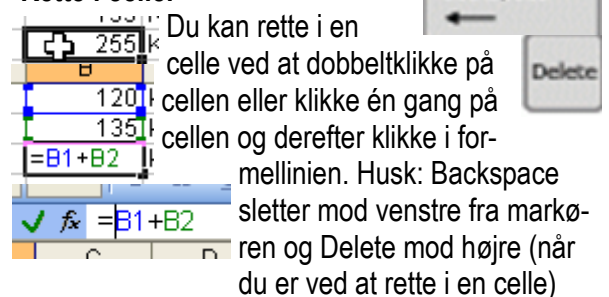 Du kan rette i en
celle ved at dobbeltklikke på
cellen eller klikke én gang på
cellen og derefter klikke i for-
mellinien. Husk: Backspace
sletter mod venstre fra markø-
ren og Delete mod højre (når
du er ved at rette i en celle)
255
B
120
135
=B1+B2
fx =B1+B2
Delete